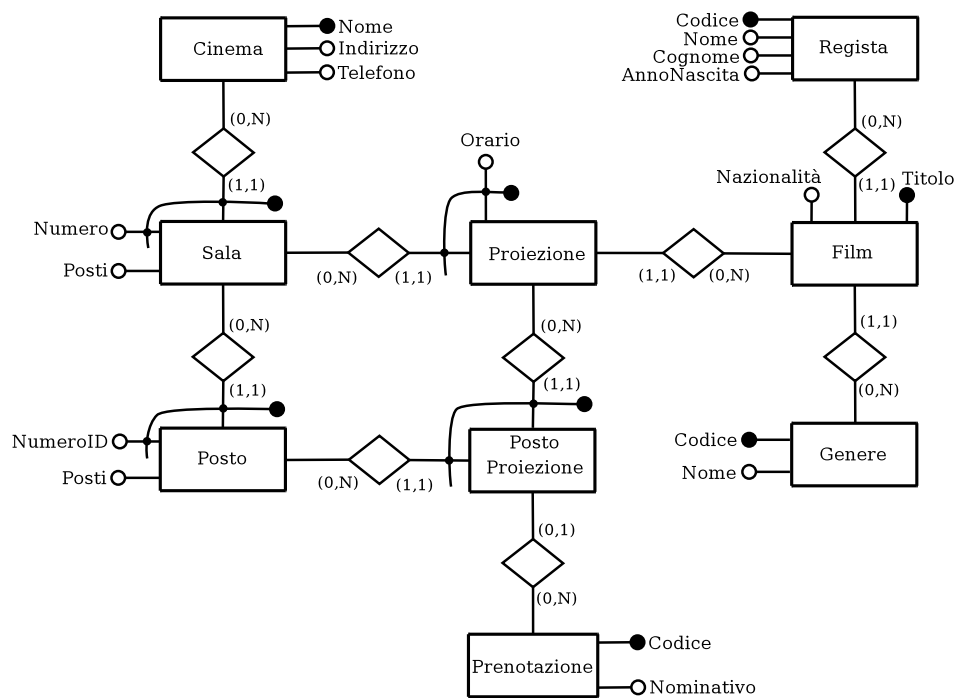 Cinema
Nome
Indirizzo
Telefono
Codice
Nome
Cognome
AnnoNascita
Regista
(0,N)
(0,N)
Orario
(1,1)
Nazionalità
(1,1)
Titolo
Numero
Sala
Posti
(0,N)
(1,1)
Proiezione
(1,1)
(0,N)
Film
(0,N)
(0,N)
(1,1)
(1,1)
(1,1)
(0,N)
NumeroID
Posto
Posti
(0,N)
(1,1)
Posto
Proiezione
Codice
Nome
Genere
(0,1)
(0,N)
Prenotazione
Codice
Nominativo